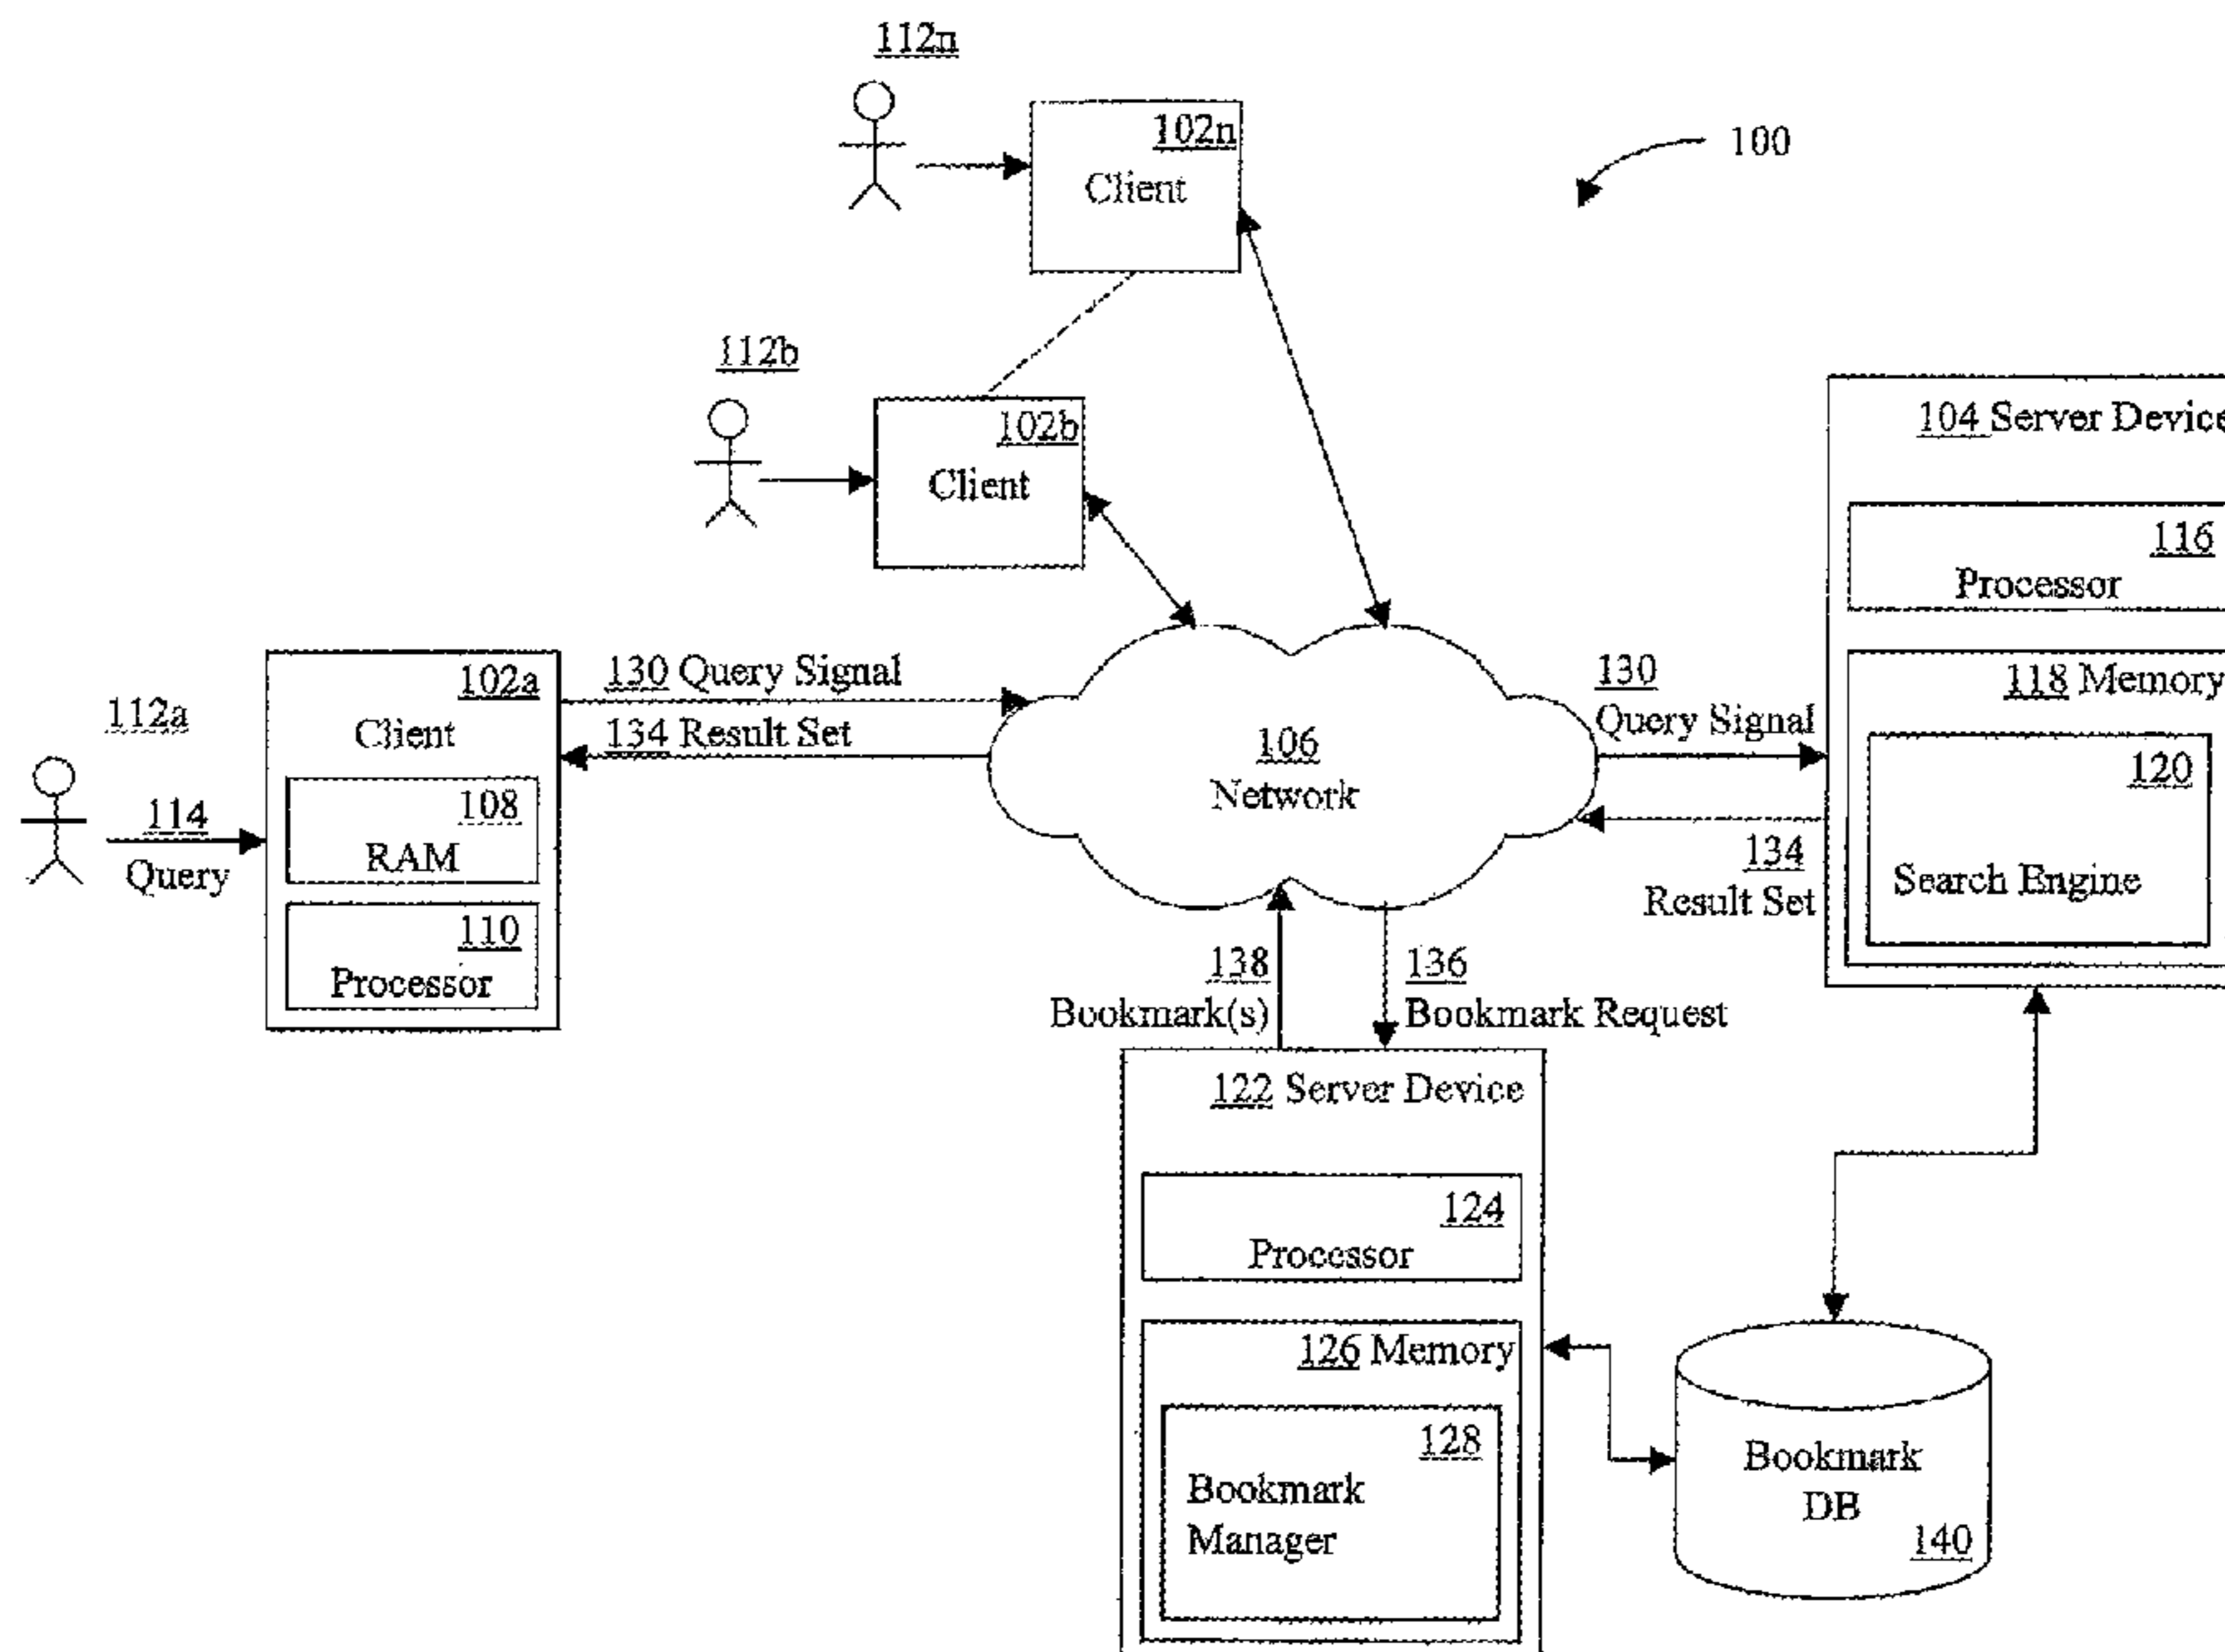 112n
102n
Client
100
112b
102b
Client
104 Server Device
116
Processor
118 Memory
120
Search Engine
112a
114
Query
102a
Client
108
RAM
110
Processor
130 Query Signal
134 Result Set
106
Network
130
Query Signal
134
Result Set
138
Bookmark(s)
136
Bookmark Request
122 Server Device
124
Processor
126 Memory
128
Bookmark
Manager
Bookmark
DB
140